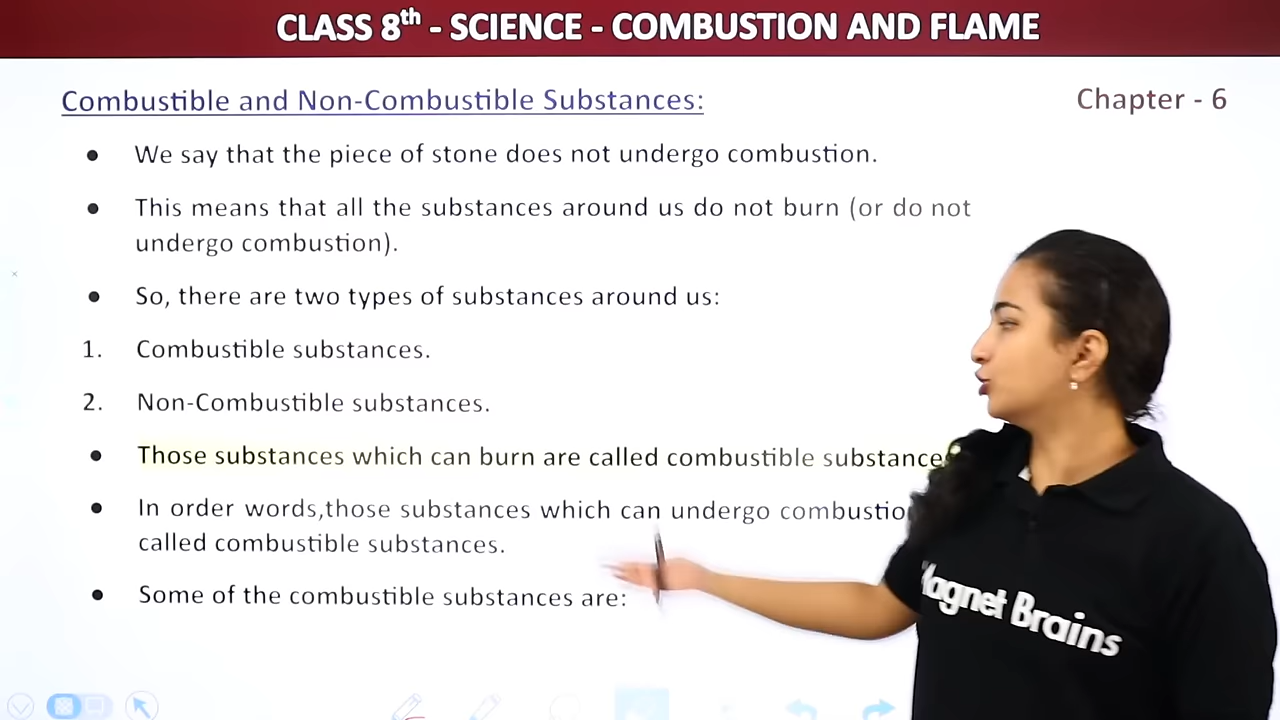 CLASS 8th - SCIENCE - COMBUSTION AND FLAME
Combustible and Non-Combustible Substances:
Chapter - 6
• We say that the piece of stone does not undergo combustion.
• This means that all the substances around us do not burn (or do not
undergo combustion).
• So, there are two types of substances around us:
1. Combustible substances.
2. Non-Combustible substances.
• Those substances which can burn are called combustible substance
• In order words,those substances which can undergo combustio
called combustible substances.
• Some of the combustible substances are:
Magnet Brains